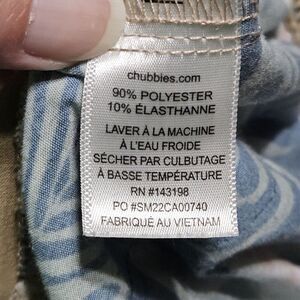 chubbies.com
90% POLYESTER
10% ÉLASTHANNE
LAVER À LA MACHINE
À L'EAU FROIDE
SÉCHER PAR CULBUTAGE
À BASSE TEMPÉRATURE
RN #143198
PO #SM22CA00740
FABRIQUÉ AU VIETNAM